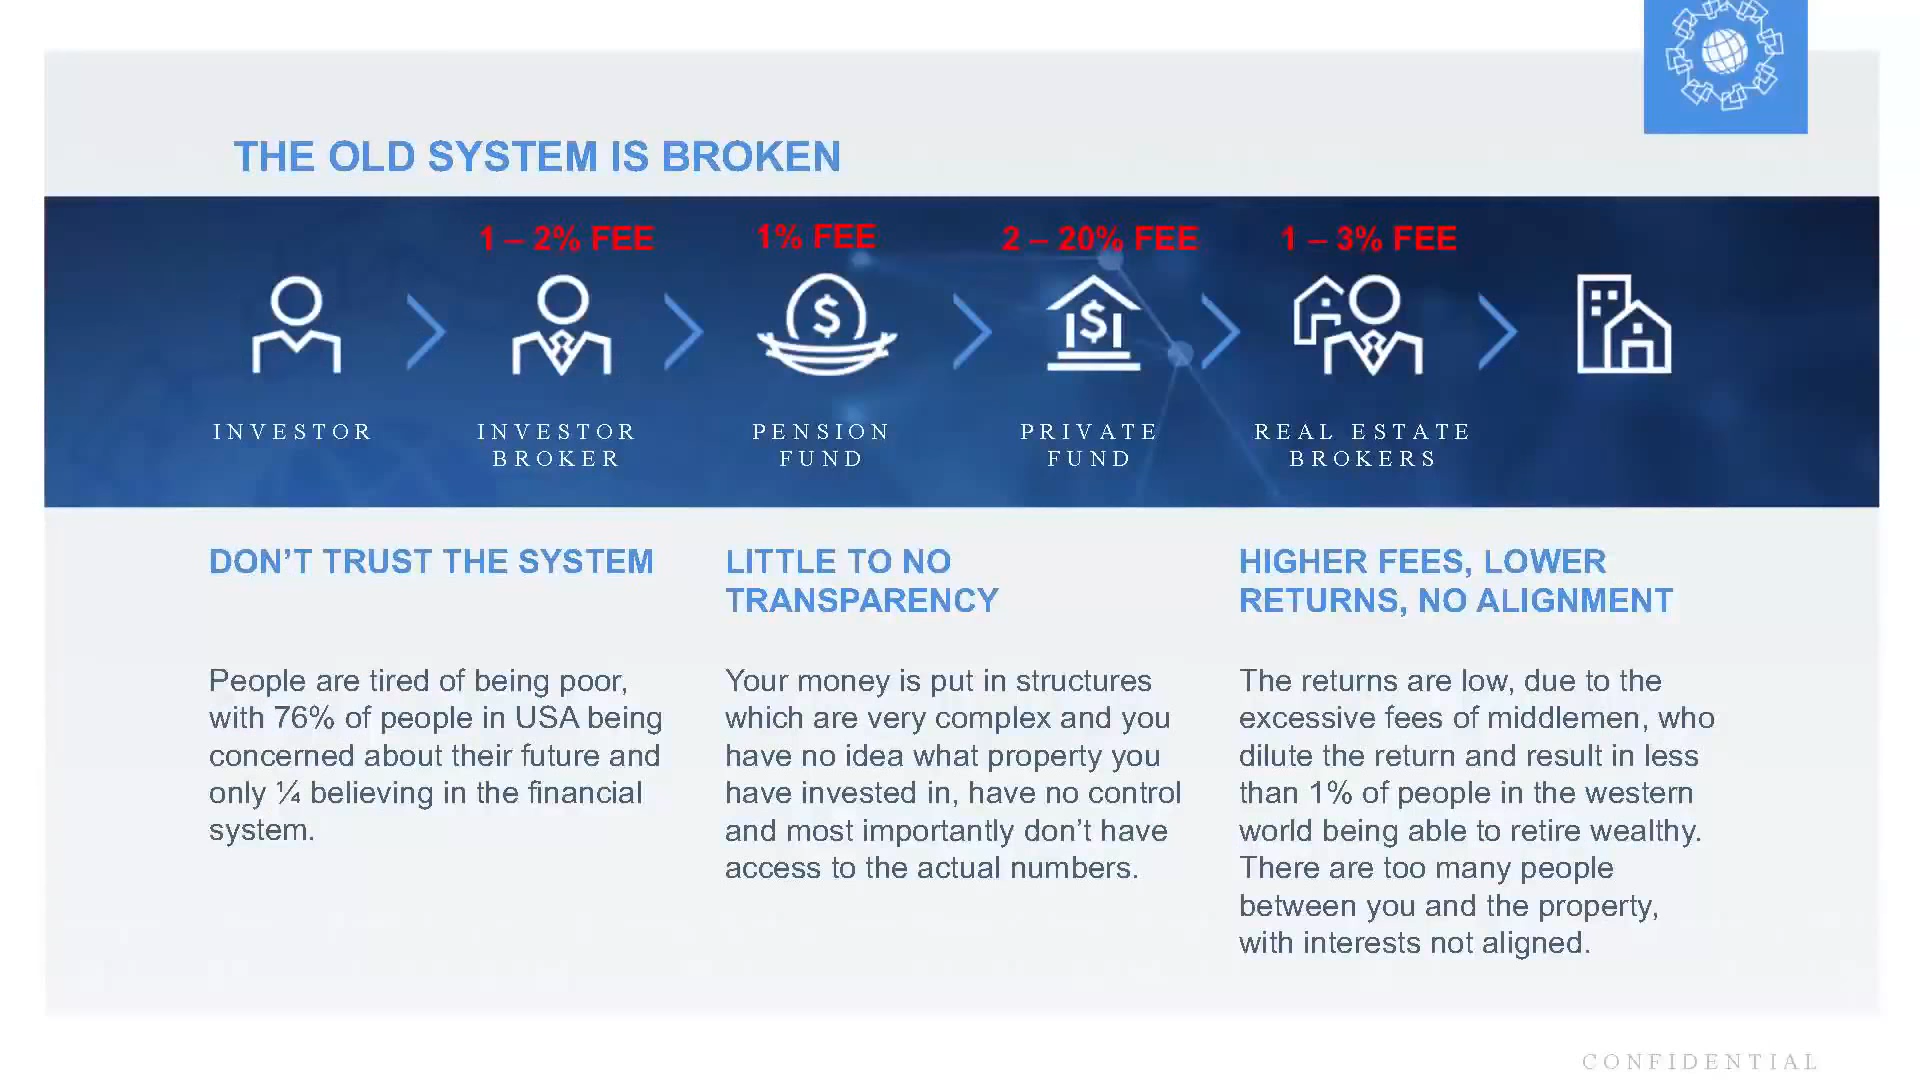 THE OLD SYSTEM IS BROKEN
1 – 2% FEE
1% FEE
2 – 20% FEE
1 – 3% FEE
INVESTOR
INVESTOR
BROKER
PENSION
FUND
PRIVATE
FUND
REAL ESTATE
BROKERS
DON’T TRUST THE SYSTEM
People are tired of being poor,
with 76% of people in USA being
concerned about their future and
only ¼ believing in the financial
system.
LITTLE TO NO
TRANSPARENCY
Your money is put in structures
which are very complex and you
have no idea what property you
have invested in, have no control
and most importantly don’t have
access to the actual numbers.
HIGHER FEES, LOWER
RETURNS, NO ALIGNMENT
The returns are low, due to the
excessive fees of middlemen, who
dilute the return and result in less
than 1% of people in the western
world being able to retire wealthy.
There are too many people
between you and the property,
with interests not aligned.
CONFIDENTIAL